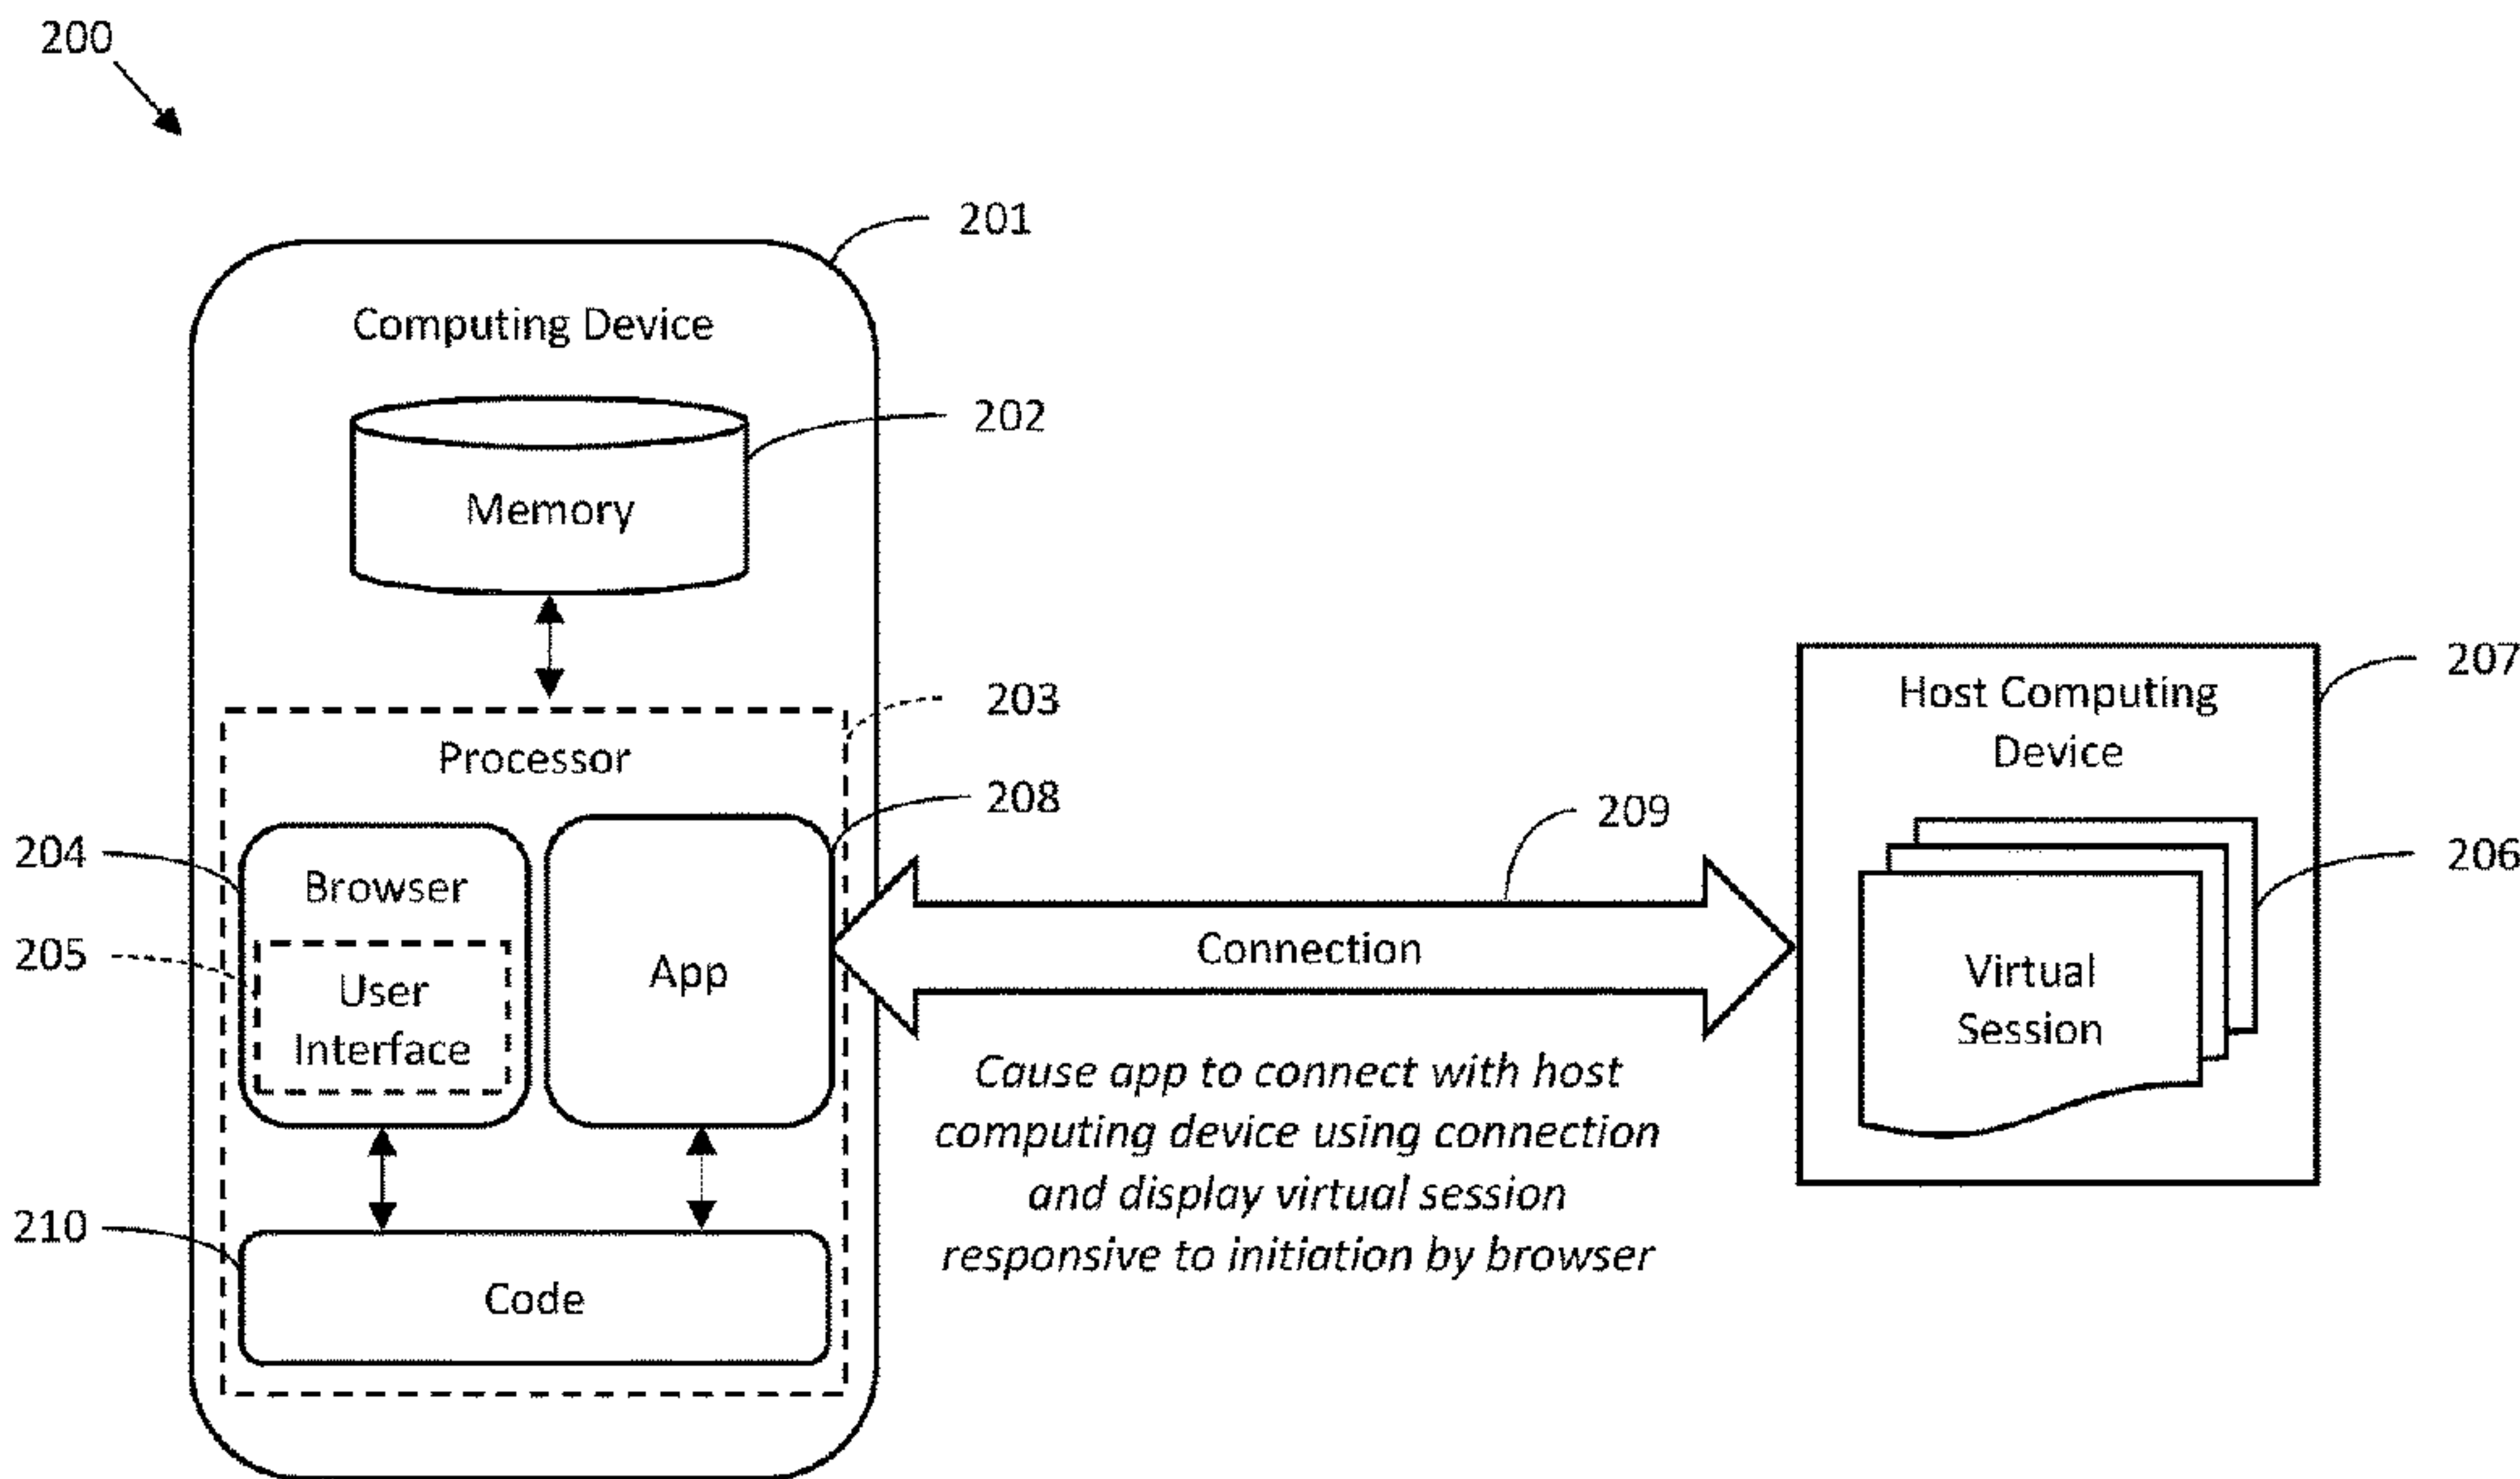 200
201
Computing Device
202
Memory
203
Processor
208
204
Browser
205
User
Interface
App
210
Code
209
Connection
Cause app to connect with host
computing device using connection
and display virtual session
responsive to initiation by browser
207
Host Computing
Device
206
Virtual
Session